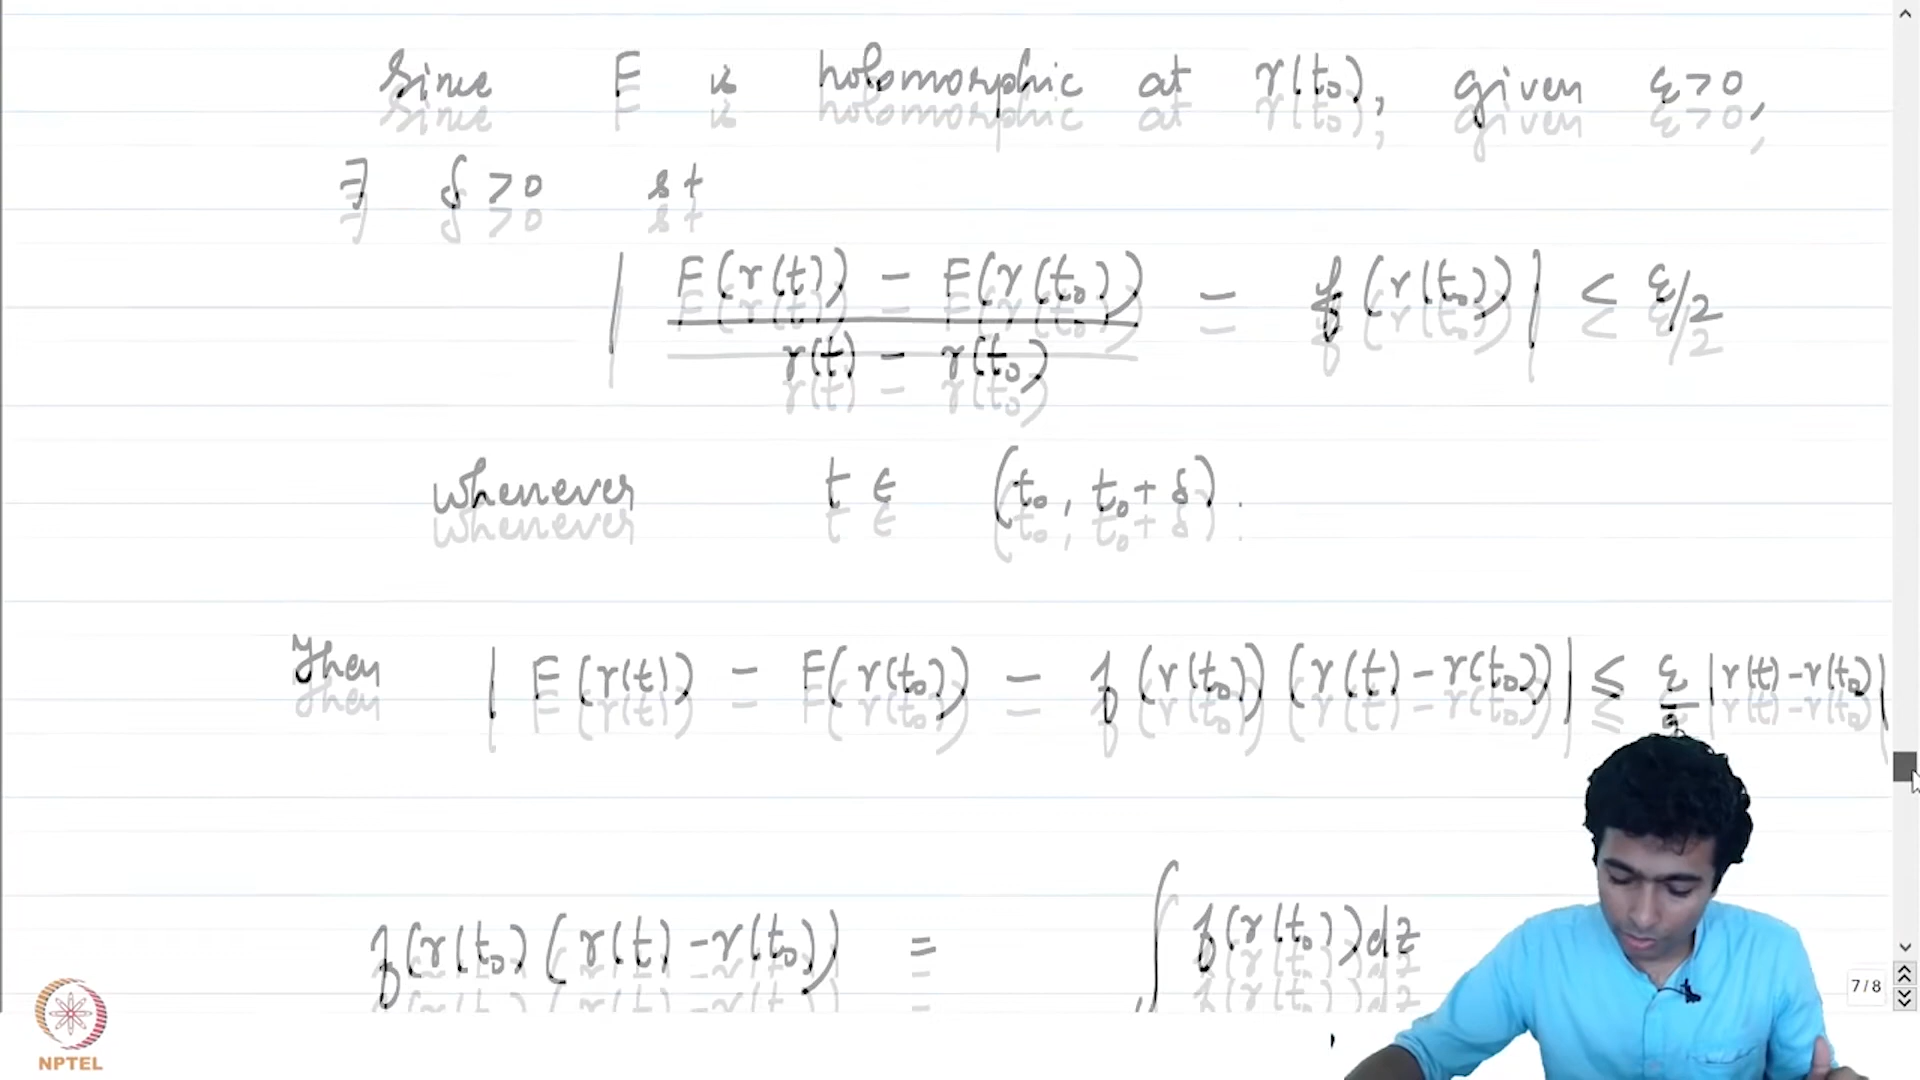 since F is holomorphic at γ(t₀), given ε>0,
∃ δ>0 st
| F(γ(t)) − F(γ(t₀)) / γ(t) − γ(t₀) − f(γ(t₀)) | ≤ ε/2
whenever t ∈ (t₀, t₀+δ).
Then | F(γ(t)) − F(γ(t₀)) − f(γ(t₀))(γ(t)−γ(t₀)) | ≤ ε/2 |γ(t)−γ(t₀)|
f(γ(t₀)(γ(t)−γ(t₀)) = ∫ f(γ(t₀))dz
7 / 8
NPTEL